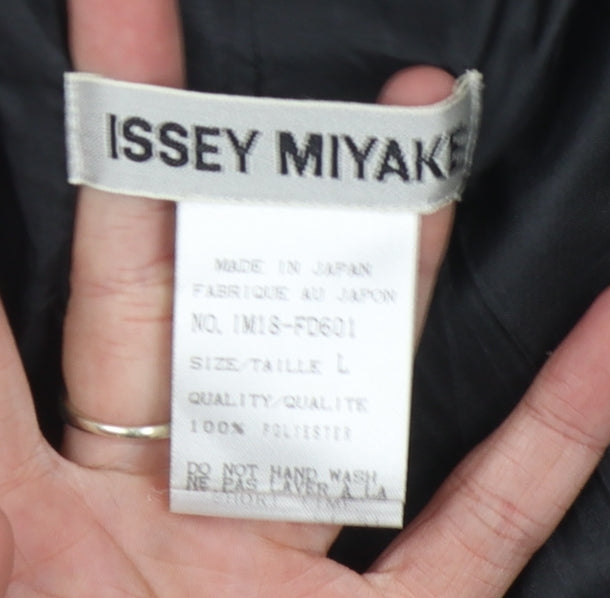 ISSEY MIYAKE
MADE IN JAPAN
FABRIQUE AU JAPON
NO. IM18-FD601
SIZE/TAILLE L
QUALITY/QUALITE
100% POLYESTER
DO NOT HAND WASH
NE PAS LAVER A LA